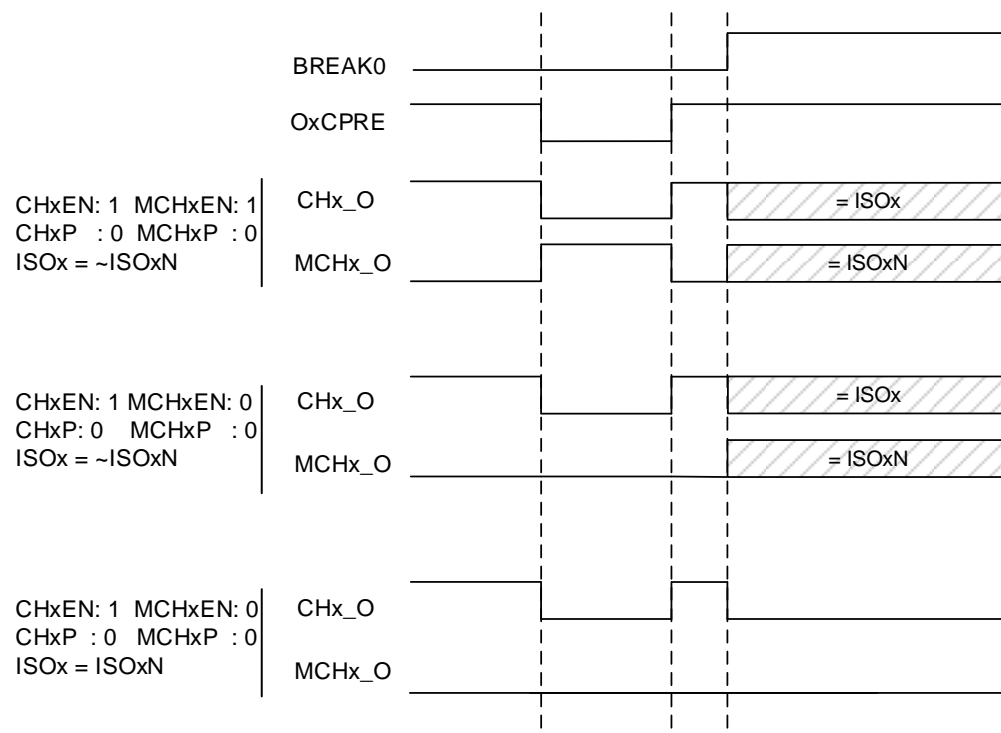 BREAK0
OxCPRE
CHxEN: 1 MCHxEN: 1
CHxP : 0 MCHxP : 0
ISOx = ~ISOxN
CHx_O
= ISOx
MCHx_O
= ISOxN
CHxEN: 1 MCHxEN: 0
CHxP: 0 MCHxP : 0
ISOx = ~ISOxN
CHx_O
= ISOx
MCHx_O
= ISOxN
CHxEN: 1 MCHxEN: 0
CHxP : 0 MCHxP : 0
ISOx = ISOxN
CHx_O
MCHx_O